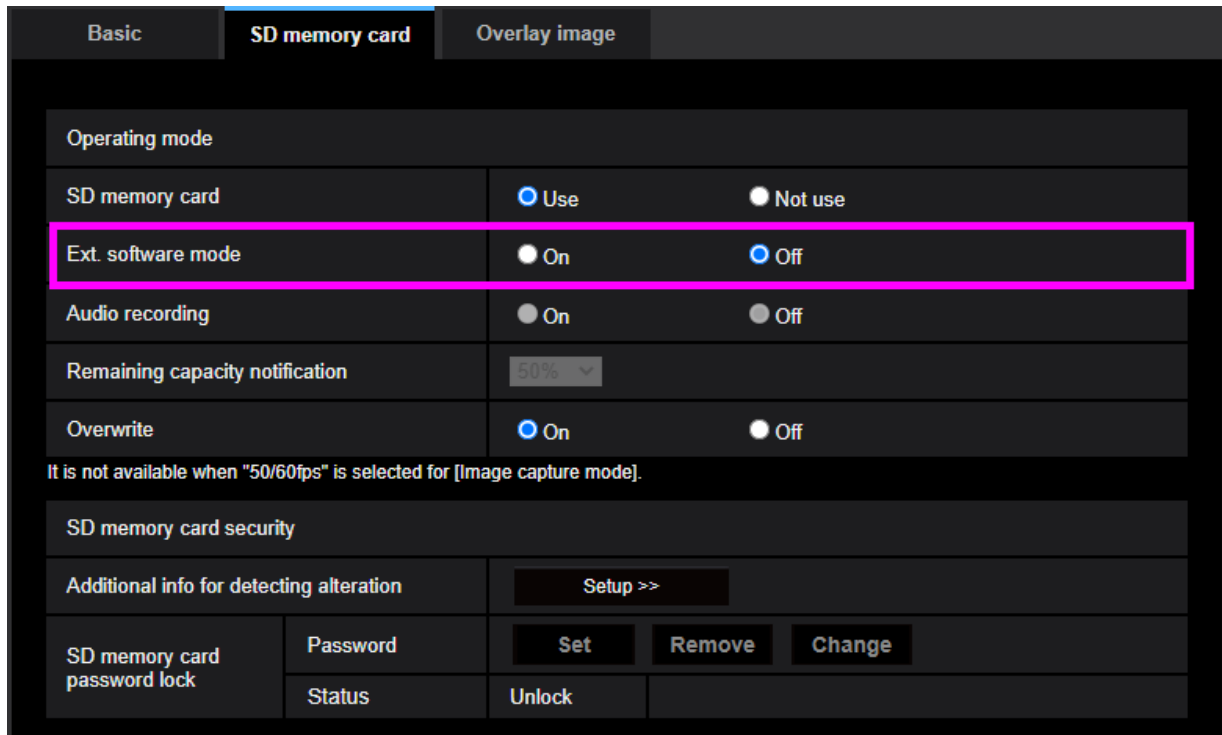 Basic SD memory card Overlay image
Operating mode
SD memory card Use Not use
Ext. software mode On Off
Audio recording On Off
Remaining capacity notification 50%
Overwrite On Off
It is not available when "50/60fps" is selected for [Image capture mode].
SD memory card security
Additional info for detecting alteration Setup >>
SD memory card
password lock
Password Set Remove Change
Status Unlock